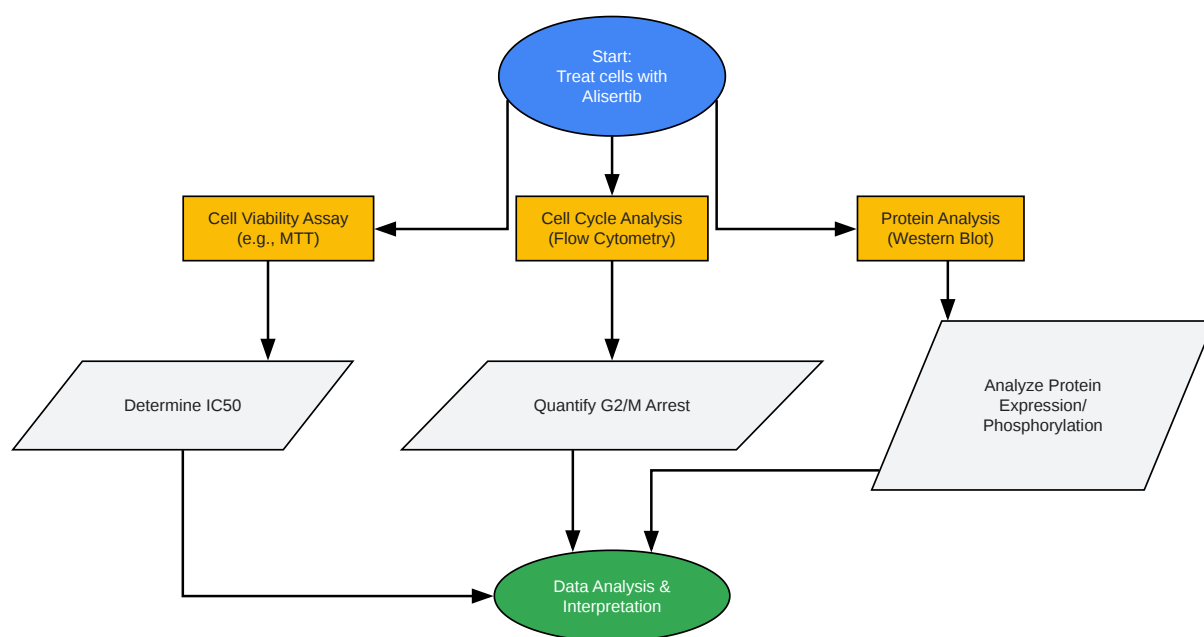 Start:
Treat cells with
Alisertib
Cell Viability Assay
(e.g., MTT)
Cell Cycle Analysis
(Flow Cytometry)
Protein Analysis
(Western Blot)
Determine IC50
Quantify G2/M Arrest
Analyze Protein
Expression/
Phosphorylation
Data Analysis &
Interpretation